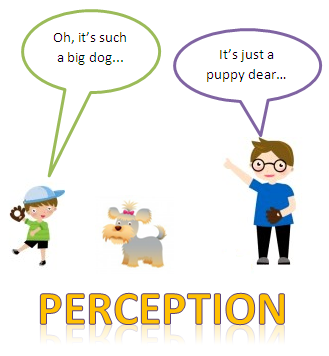 Oh, it's such
a big dog...
It's just a
puppy dear...
PERCEPTION